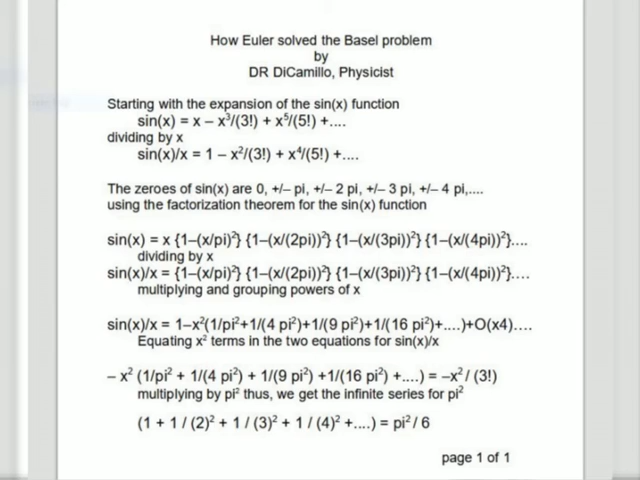 How Euler solved the Basel problem
by
DR DiCamillo, Physicist
Starting with the expansion of the sin(x) function
sin(x) = x – x³/(3!) + x⁵/(5!) +....
dividing by x
sin(x)/x = 1 – x²/(3!) + x⁴/(5!) +....
The zeroes of sin(x) are 0, +/– pi, +/– 2 pi, +/– 3 pi, +/– 4 pi,....
using the factorization theorem for the sin(x) function
sin(x) = x {1–(x/pi)²} {1–(x/(2pi))²} {1–(x/(3pi))²} {1–(x/(4pi))²}....
dividing by x
sin(x)/x = {1–(x/pi)²} {1–(x/(2pi))²} {1–(x/(3pi))²} {1–(x/(4pi))²}....
multiplying and grouping powers of x
sin(x)/x = 1–x²(1/pi²+1/(4 pi²)+1/(9 pi²)+1/(16 pi²)+....)+O(x4)....
Equating x² terms in the two equations for sin(x)/x
– x² (1/pi² + 1/(4 pi²) + 1/(9 pi²) +1/(16 pi²) +....) = –x² / (3!)
multiplying by pi² thus, we get the infinite series for pi²
(1 + 1 / (2)² + 1 / (3)² + 1 / (4)² +....) = pi² / 6
page 1 of 1